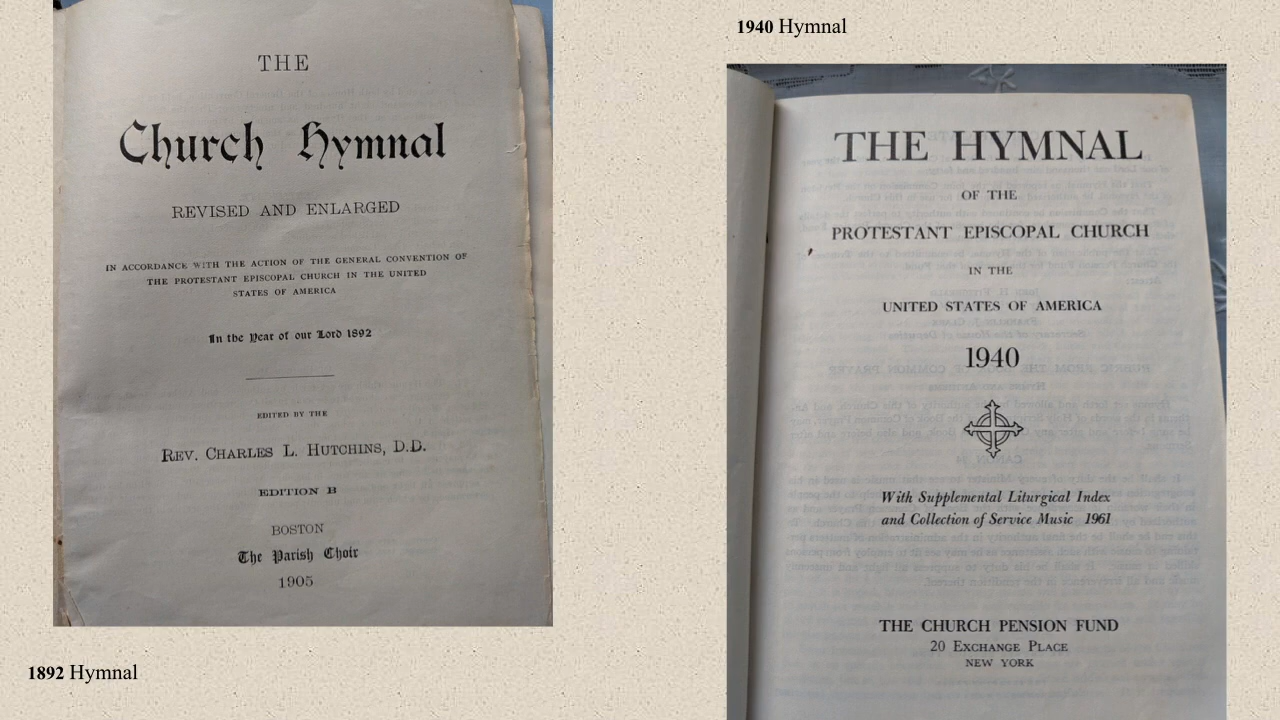 THE
Church Hymnal
REVISED AND ENLARGED
IN ACCORDANCE WITH THE ACTION OF THE GENERAL CONVENTION OF
THE PROTESTANT EPISCOPAL CHURCH IN THE UNITED
STATES OF AMERICA
In the Year of our Lord 1892
EDITED BY THE
REV. CHARLES L. HUTCHINS, D.D.
EDITION B
BOSTON
The Parish Choir
1905
1892 Hymnal
1940 Hymnal
THE HYMNAL
OF THE
PROTESTANT EPISCOPAL CHURCH
IN THE
UNITED STATES OF AMERICA
1940
With Supplemental Liturgical Index
and Collection of Service Music 1961
THE CHURCH PENSION FUND
20 EXCHANGE PLACE
NEW YORK